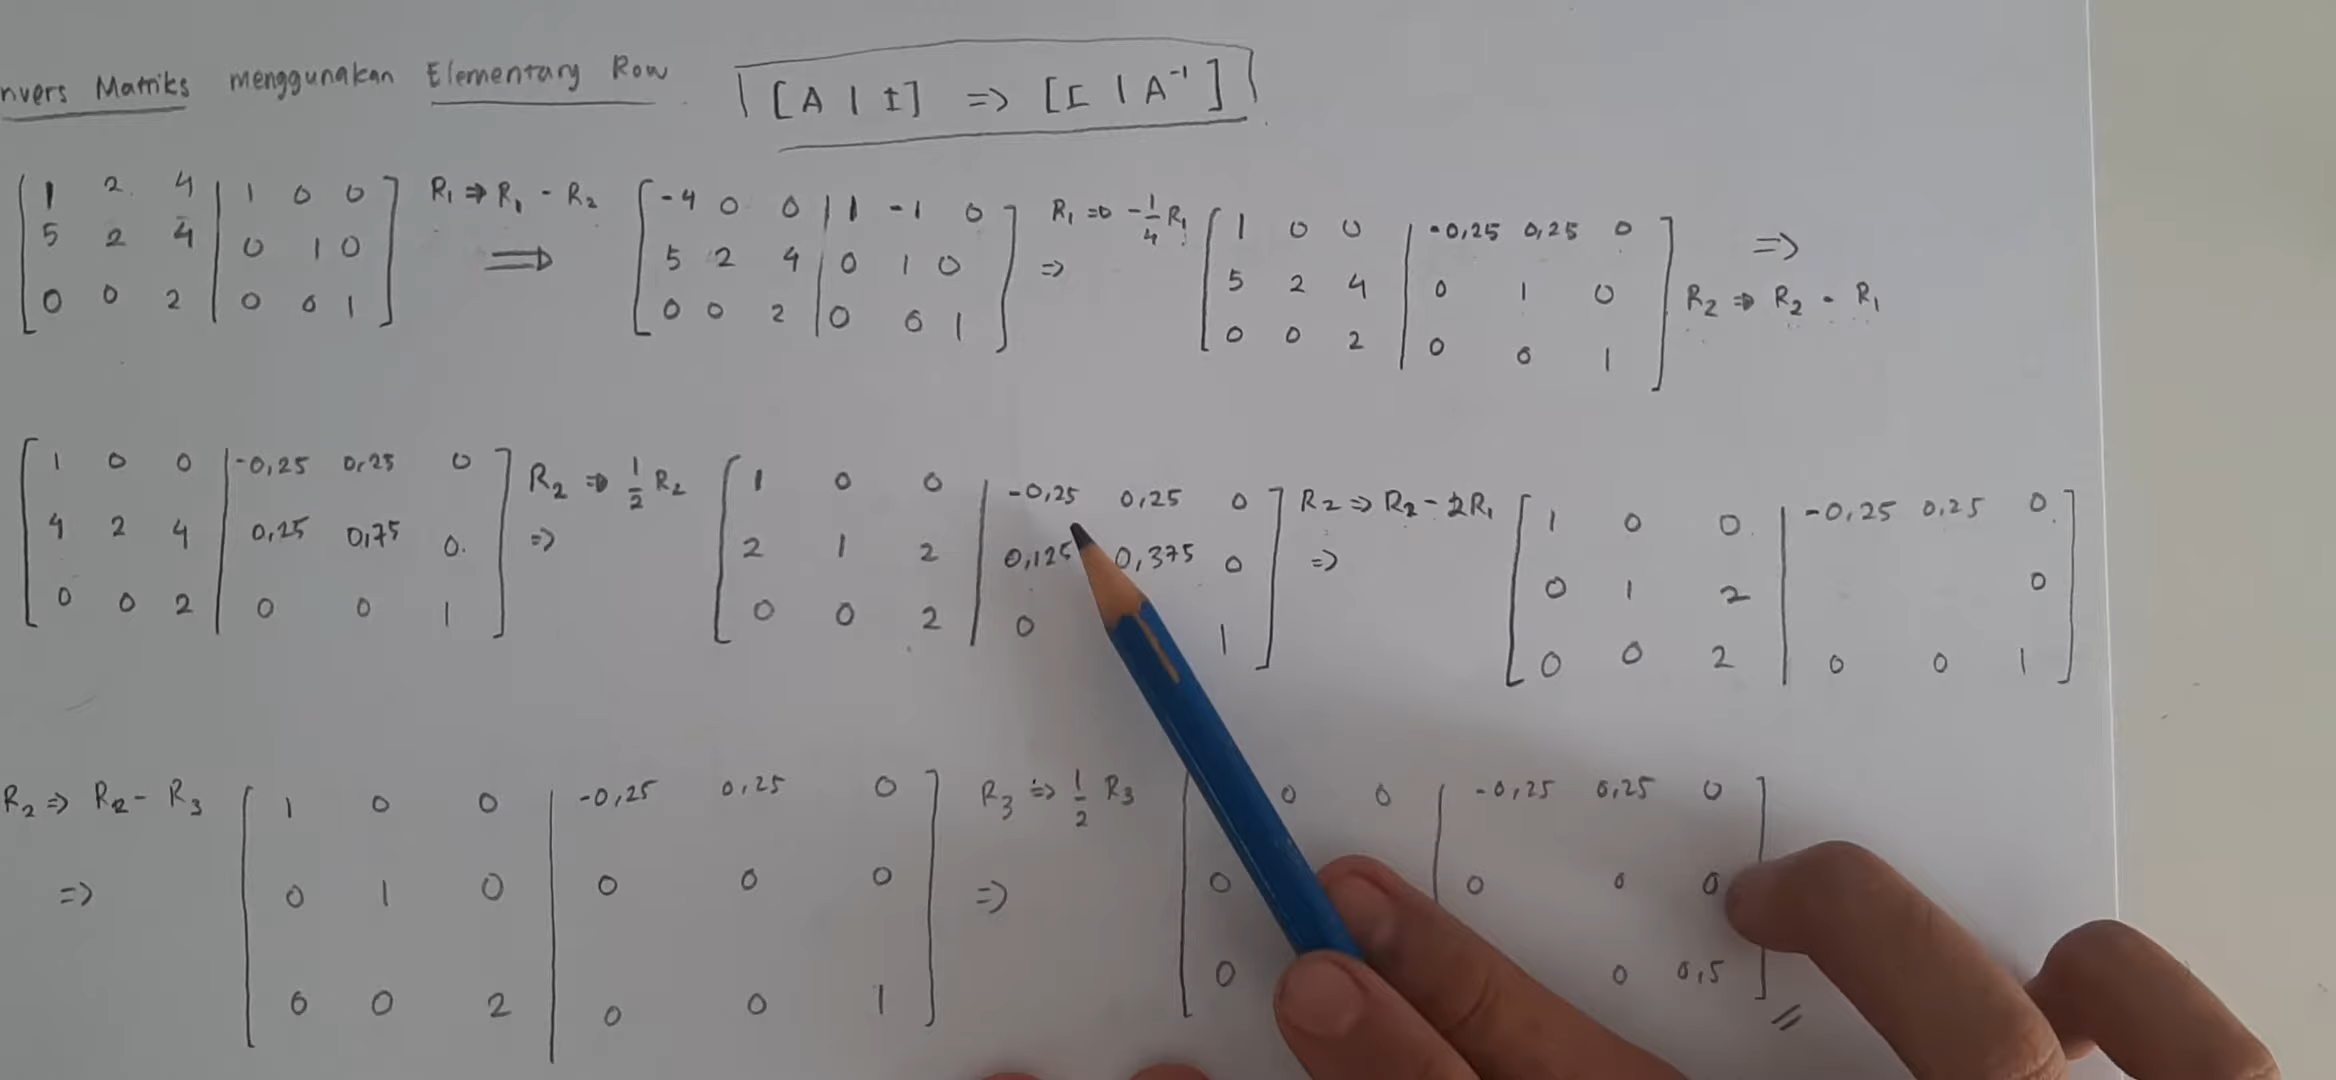 nvers Matriks menggunakan Elementary Row [A | I] => [I | A⁻¹]
[1 2 4 | 1 0 0] R₁ => R₁ - R₂ [-4 0 0 | 1 -1 0] R₁ => -1/4 R₁ [1 0 0 | -0,25 0,25 0] =>
[5 2 4 | 0 1 0] => [5 2 4 | 0 1 0] => [5 2 4 | 0 1 0] R₂ => R₂ - R₁
[0 0 2 | 0 0 1] [0 0 2 | 0 0 1] [0 0 2 | 0 0 1]
[1 0 0 | -0,25 0,25 0] R₂ => 1/2 R₂ [1 0 0 | -0,25 0,25 0] R₂ => R₂ - 2R₁ [1 0 0 | -0,25 0,25 0]
[4 2 4 | 0,25 0,75 0] => [2 1 2 | 0,125 0,375 0] => [0 1 2 | 0]
[0 0 2 | 0 0 1] [0 0 2 | 0 1] [0 0 2 | 0 0 1]
R₂ => R₂ - R₃ [1 0 0 | -0,25 0,25 0] R₃ => 1/2 R₃ [0 0 | -0,25 0,25 0]
=> [0 1 0 | 0 0 0] => [0 | 0 0 0]
[0 0 2 | 0 0 1] [0 0 0,5]